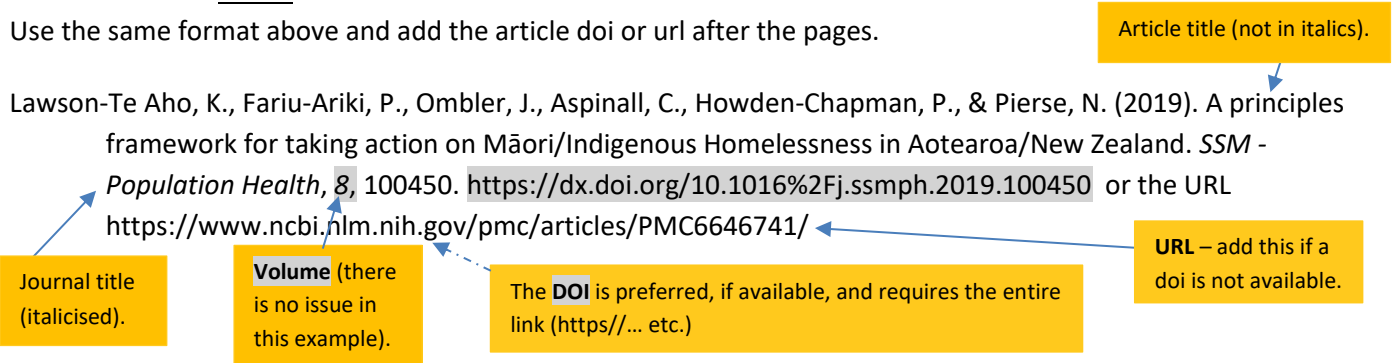 Use the same format above and add the article doi or url after the pages.
Article title (not in italics).
Lawson-Te Aho, K., Fariu-Ariki, P., Ombler, J., Aspinall, C., Howden-Chapman, P., & Pierse, N. (2019). A principles
framework for taking action on Māori/Indigenous Homelessness in Aotearoa/New Zealand. SSM -
Population Health, 8, 100450. https://dx.doi.org/10.1016%2Fj.ssmph.2019.100450 or the URL
https://www.ncbi.nlm.nih.gov/pmc/articles/PMC6646741/
Journal title
(italicised).
Volume (there
is no issue in
this example).
The DOI is preferred, if available, and requires the entire
link (https//... etc.)
URL – add this if a
doi is not available.